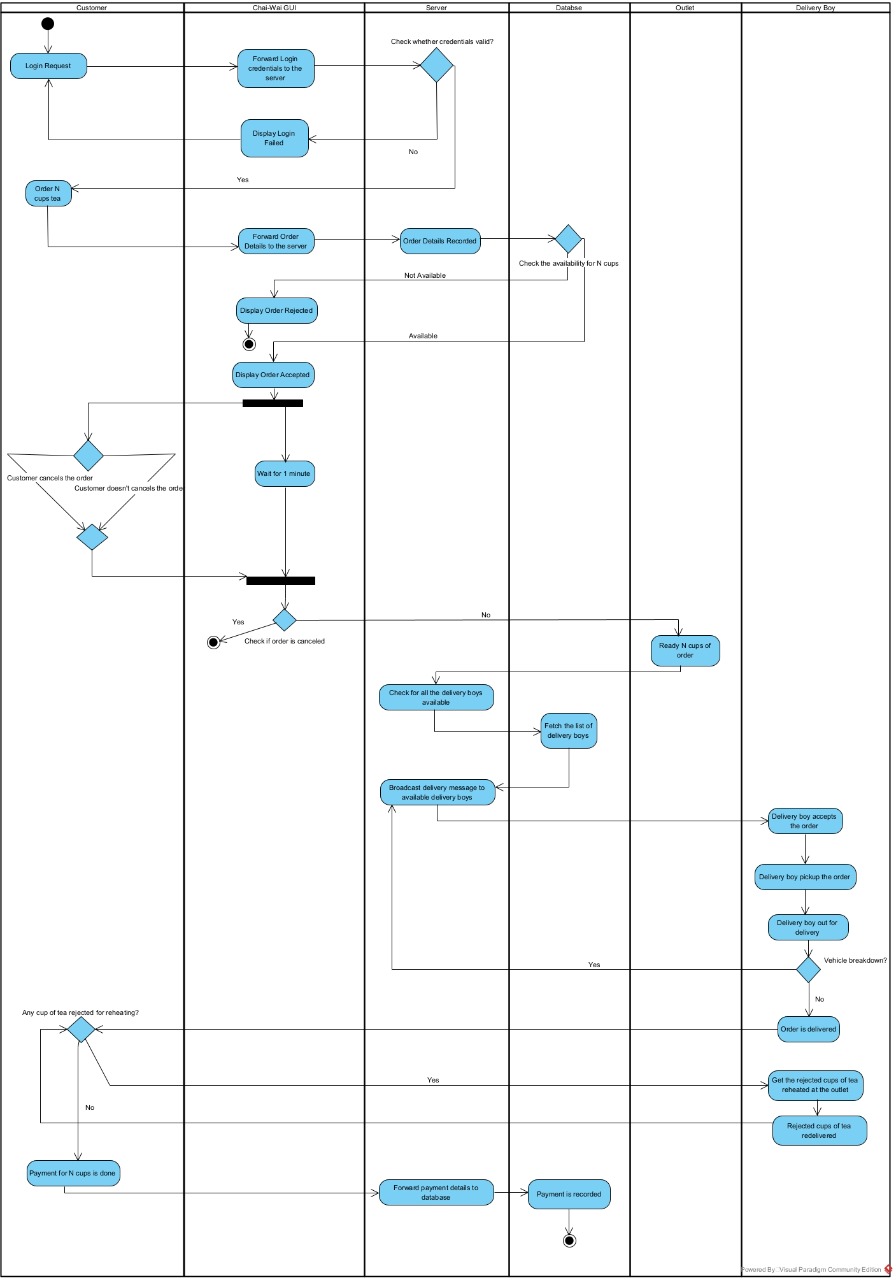 Customer
Chai-Wai GUI
Server
Databse
Outlet
Delivery Boy
Check whether credentials valid?
Login Request
Forward Login
credentials to the
server
Display Login
Failed
No
Yes
Order N
cups tea
Forward Order
Details to the server
Order Details Recorded
Check the availability for N cups
Not Available
Display Order Rejected
Available
Display Order Accepted
Customer cancels the order
Customer doesn't cancels the order
Wait for 1 minute
Yes
No
Check if order is canceled
Ready N cups of
order
Check for all the delivery boys
available
Fetch the list of
delivery boys
Broadcast delivery message to
available delivery boys
Delivery boy accepts
the order
Delivery boy pickup the order
Delivery boy out for
delivery
Vehicle breakdown?
Yes
No
Any cup of tea rejected for reheating?
Order is delivered
Yes
Get the rejected cups of tea
reheated at the outlet
No
Rejected cups of tea
redelivered
Payment for N cups is done
Forward payment details to
database
Payment is recorded
Powered By: Visual Paradigm Community Edition